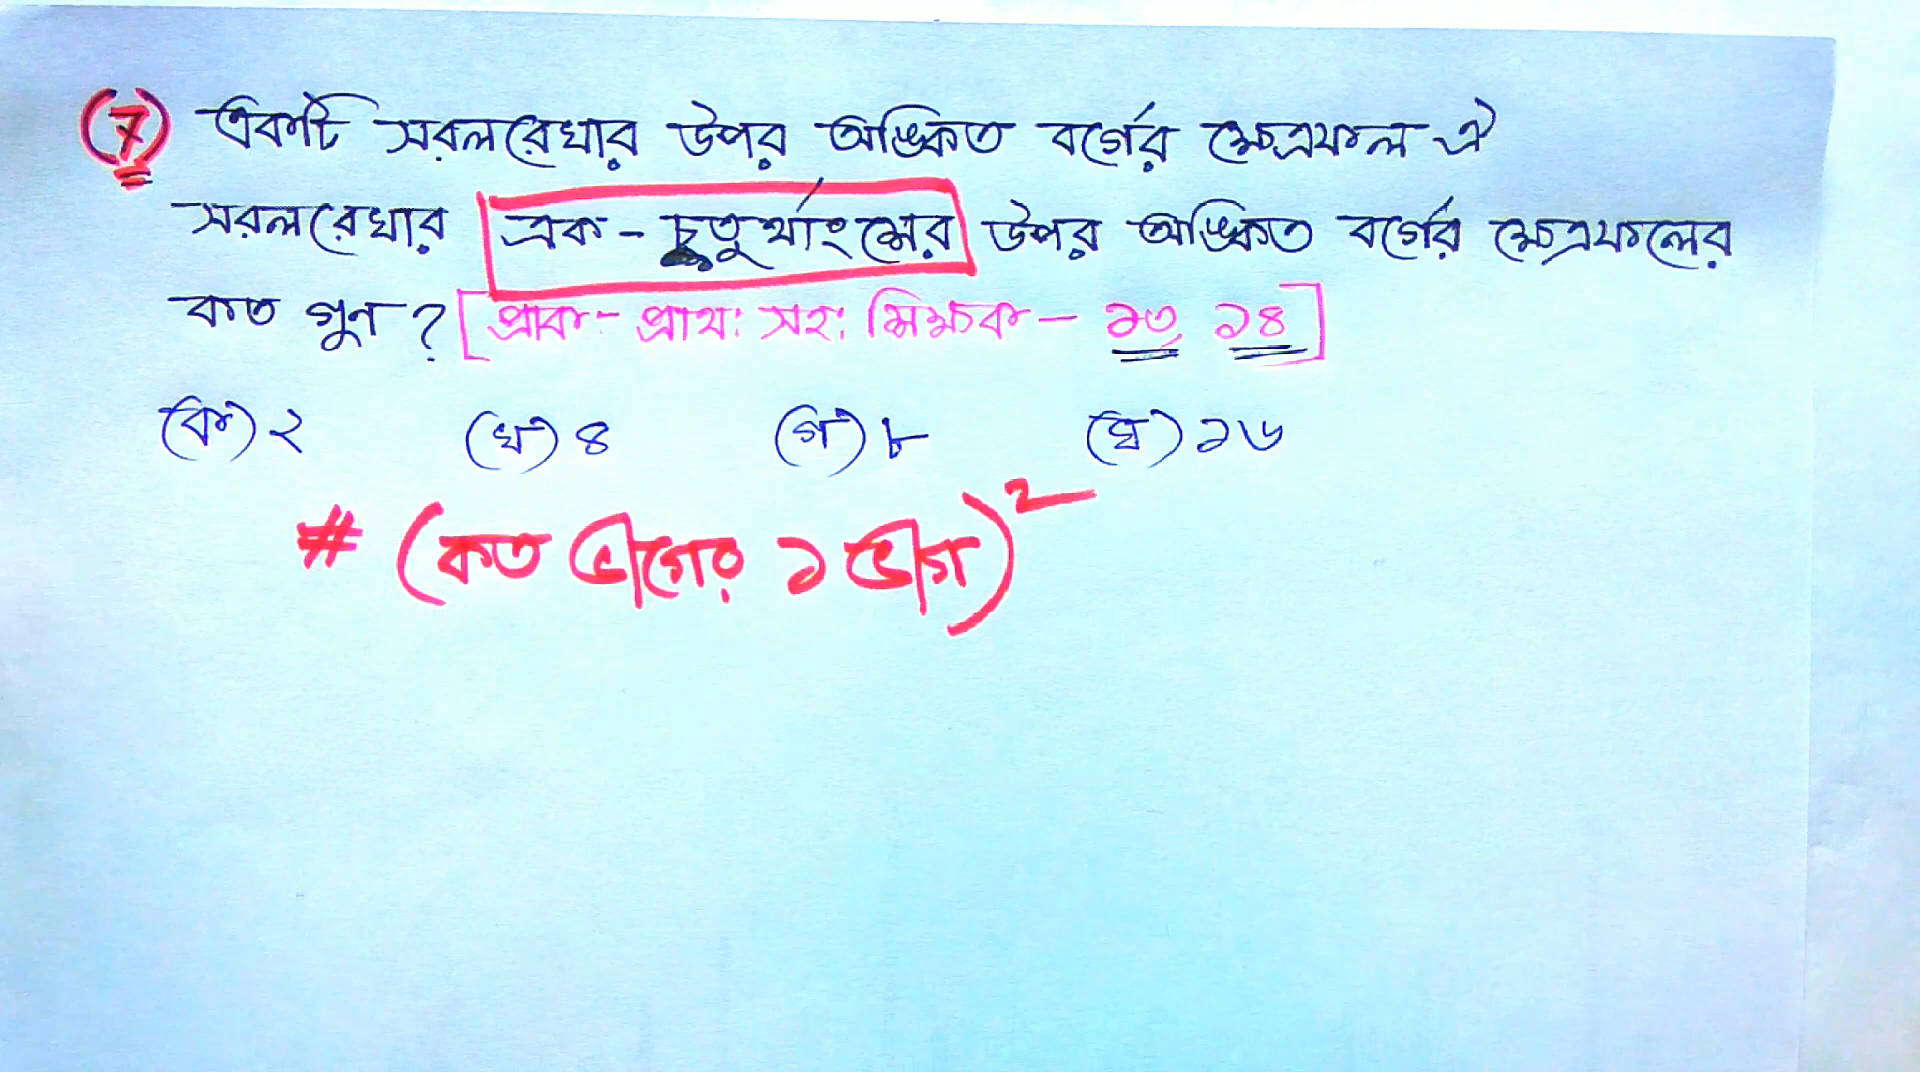 (7) একটি সরলরেখার উপর অঙ্কিত বর্গের ক্ষেত্রফল ঐ
সরলরেখার এক-চতুর্থাংশের উপর অঙ্কিত বর্গের ক্ষেত্রফলের
কত গুন? [প্রাক-প্রাথ: সহ: শিক্ষক- ১৩, ১৪]
(ক) ২ (খ) ৪ (গ) ৮ (ঘ) ১৬
# (কত ভাগের ১ ভাগ)²